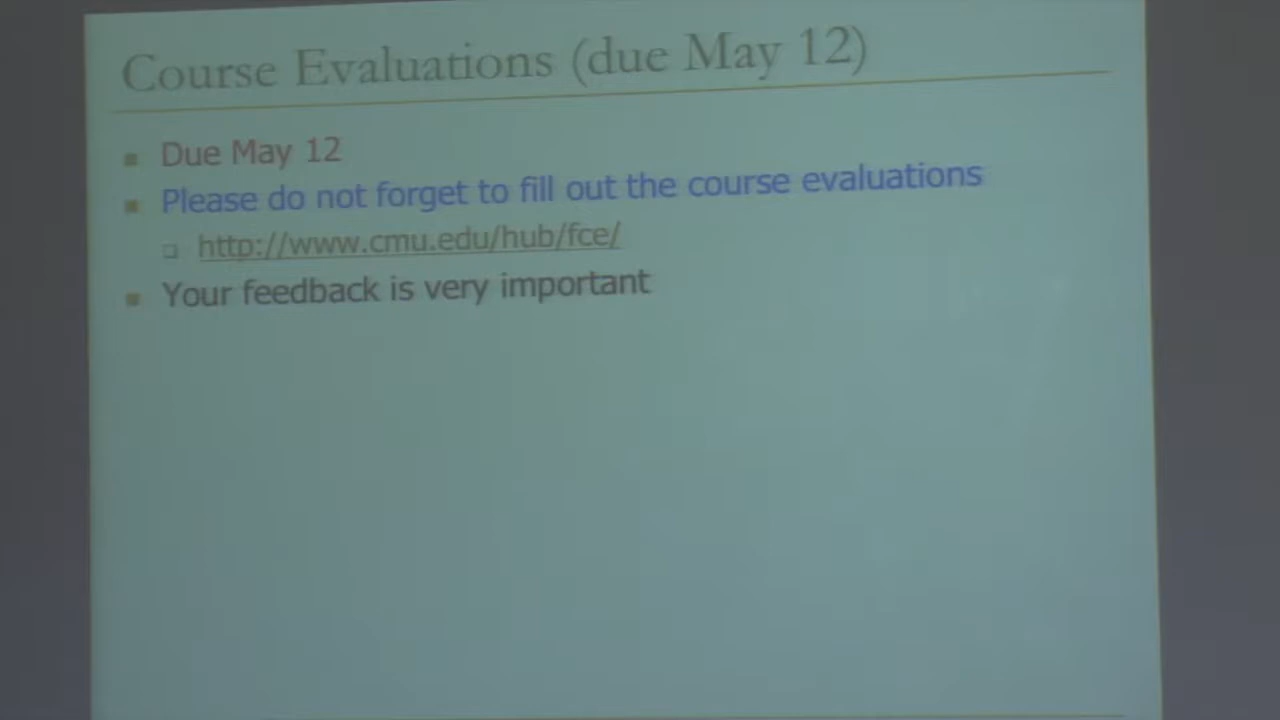 Course Evaluations (due May 12)
Due May 12
Please do not forget to fill out the course evaluations
http://www.cmu.edu/hub/fce/
Your feedback is very important